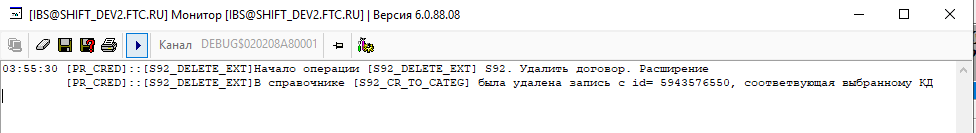 [IBS@SHIFT_DEV2.FTC.RU] Монитор [IBS@SHIFT_DEV2.FTC.RU] | Версия 6.0.88.08
Канал DEBUG$020208A80001
03:55:30 [PR_CRED]::[S92_DELETE_EXT]Начало операции [S92_DELETE_EXT] S92. Удалить договор. Расширение
[PR_CRED]::[S92_DELETE_EXT]В справочнике [S92_CR_TO_CATEG] была удалена запись с id= 5943576550, соответвующая выбранному КД